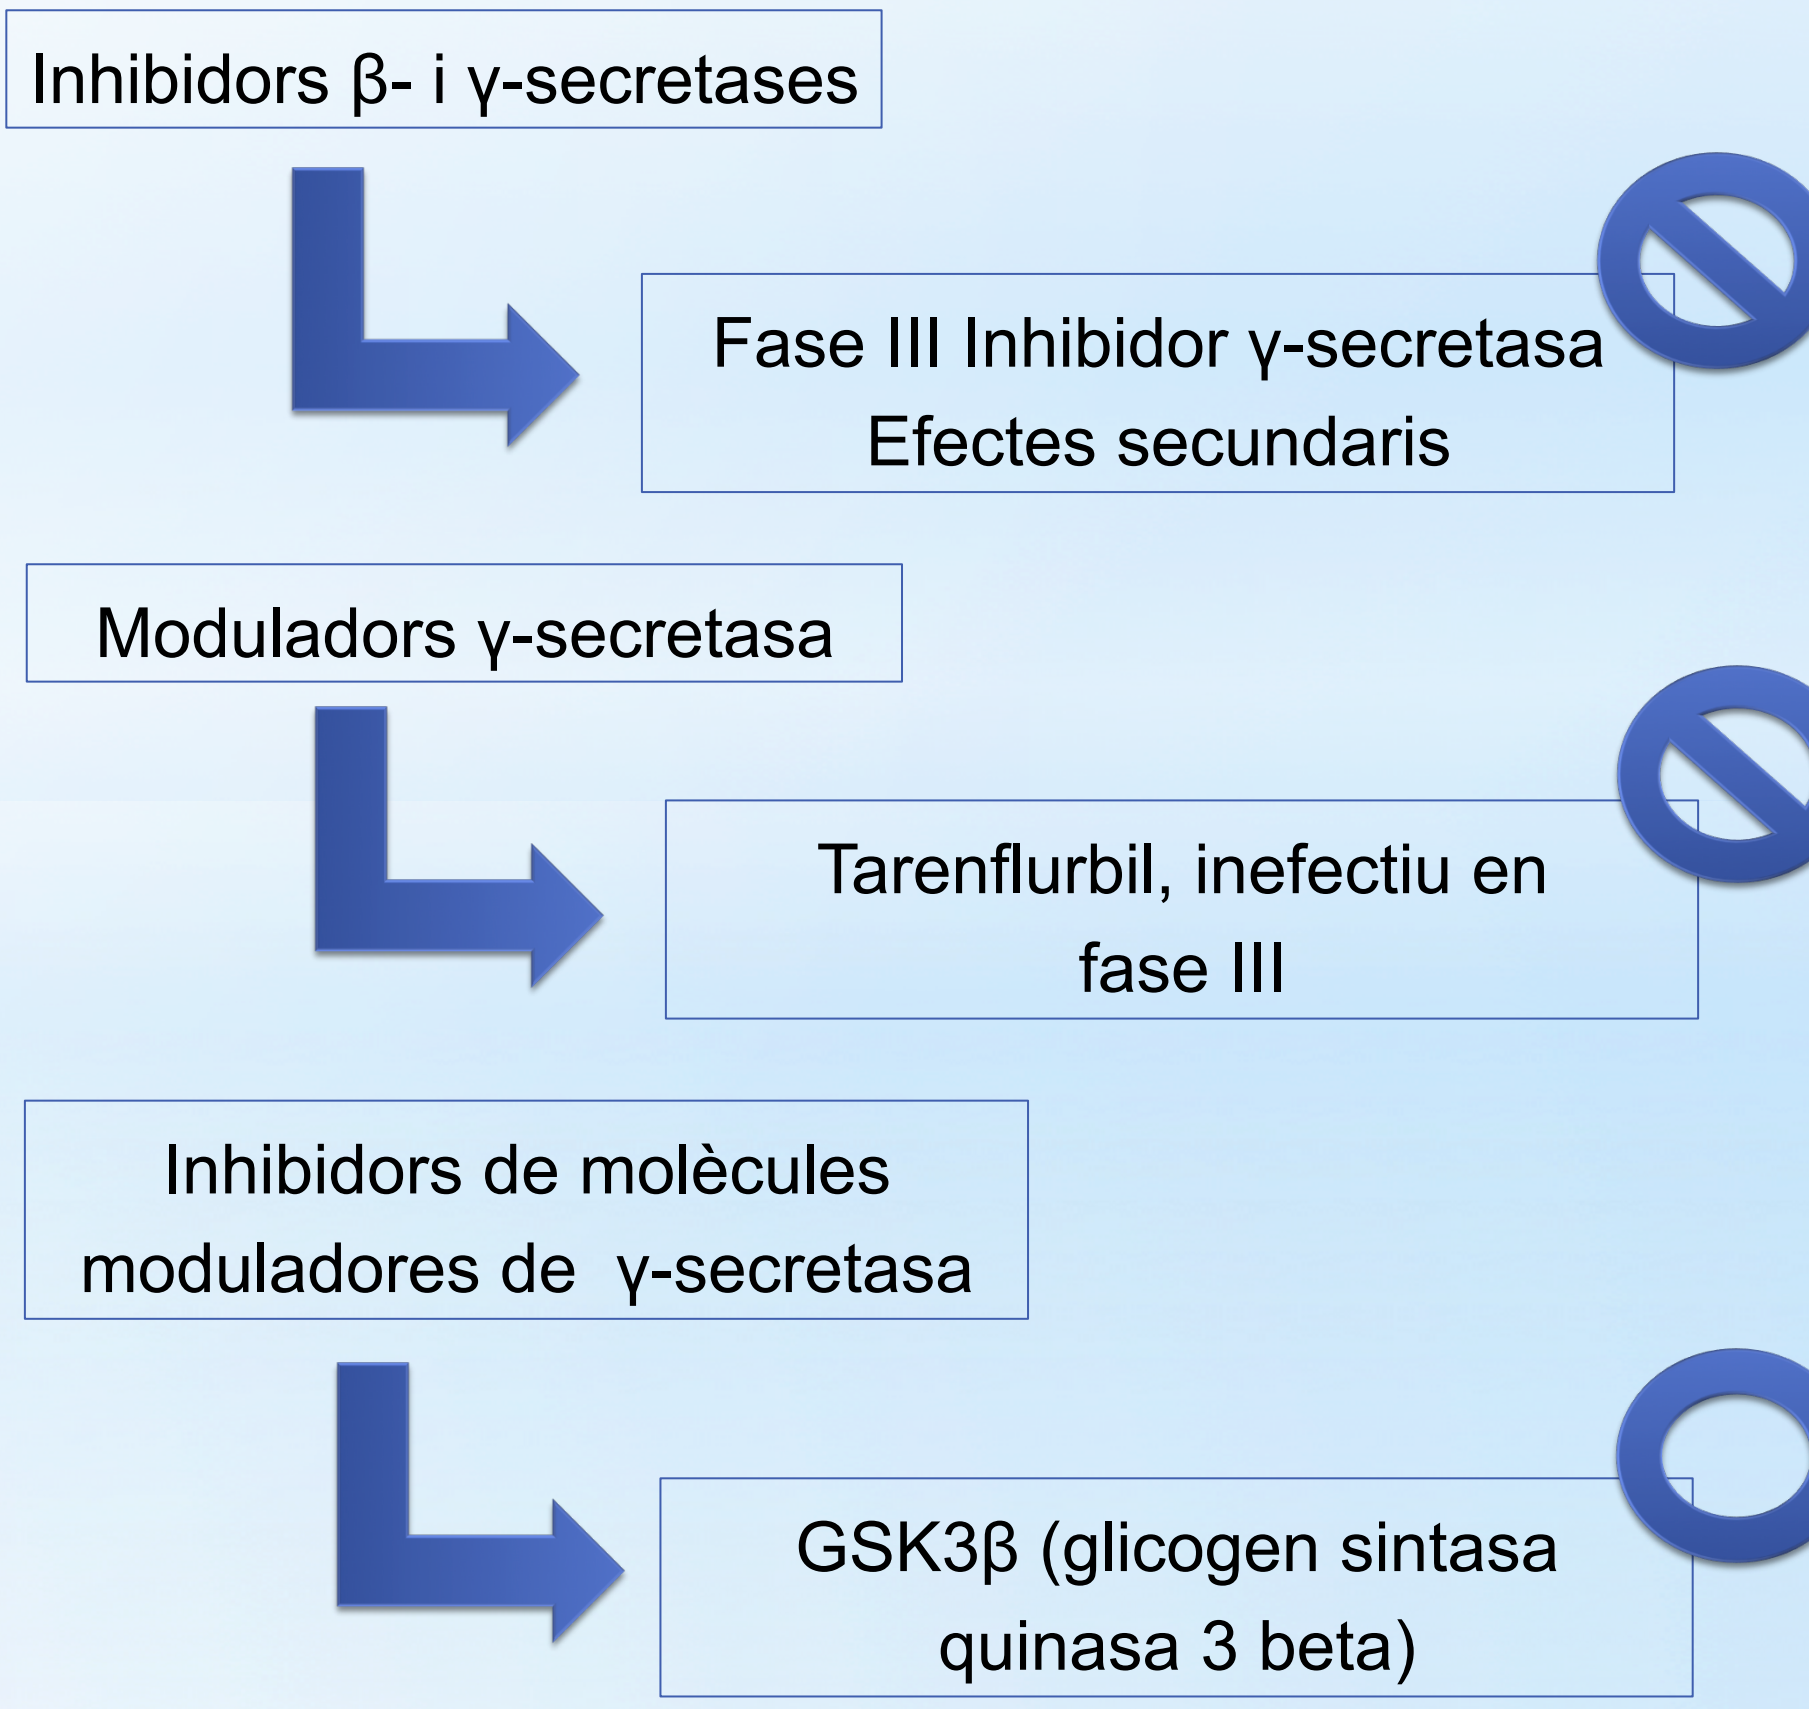 Inhibidors β- i γ-secretases
Fase III Inhibidor γ-secretasa
Efectes secundaris
Moduladors γ-secretasa
Tarenflurbil, inefectiu en
fase III
Inhibidors de molècules
moduladores de  γ-secretasa
GSK3β (glicogen sintasa
quinasa 3 beta)